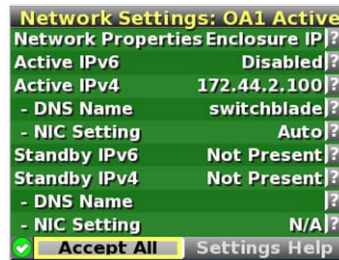 Network Settings: OA1 Active
Network Properties Enclosure IP ?
Active IPv6 Disabled ?
Active IPv4 172.44.2.100 ?
- DNS Name switchblade ?
- NIC Setting Auto ?
Standby IPv6 Not Present ?
Standby IPv4 Not Present ?
- DNS Name ?
- NIC Setting N/A ?
Accept All Settings Help